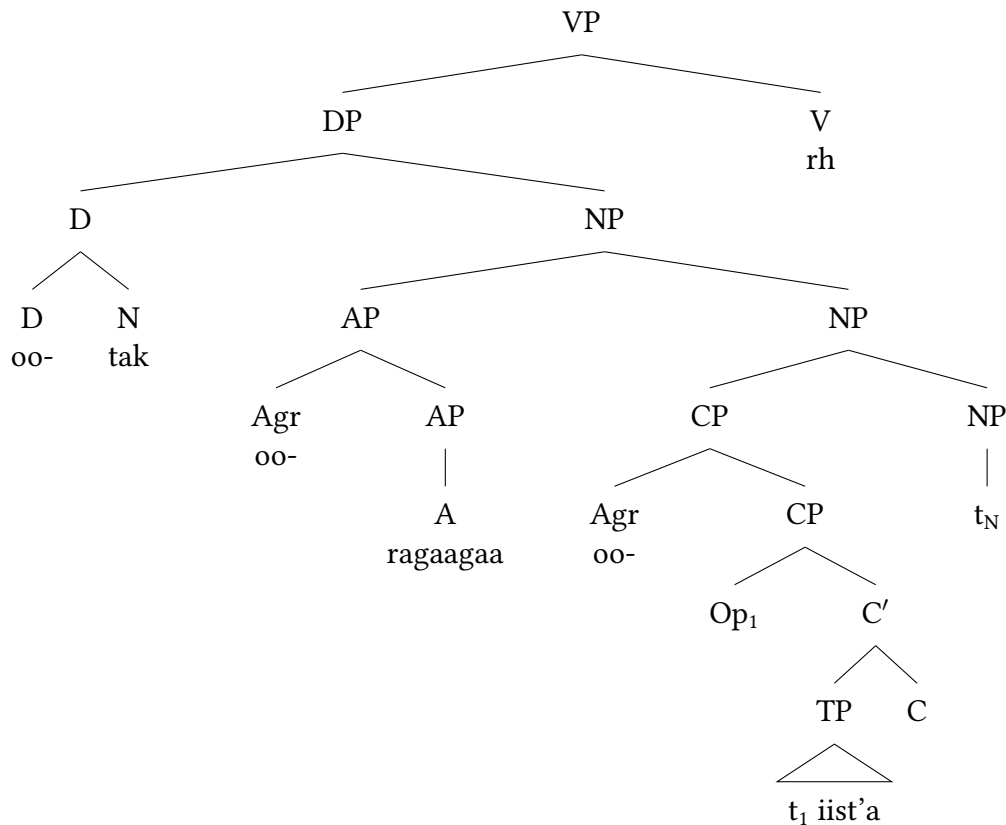 VP
DP V
rh
D NP
D N AP NP
oo- tak
Agr AP CP NP
oo-
A Agr CP t_N
ragaagaa oo-
Op₁ C′
TP C
t₁ iist’a